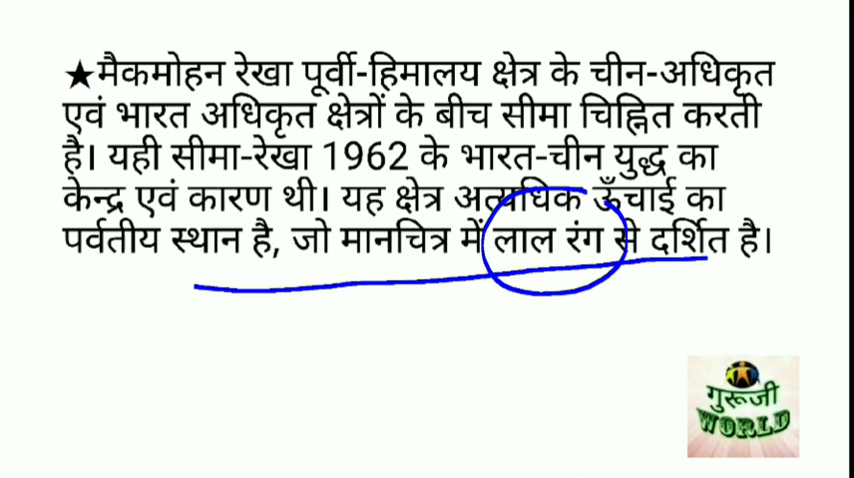 ★मैकमोहन रेखा पूर्वी-हिमालय क्षेत्र के चीन-अधिकृत
एवं भारत अधिकृत क्षेत्रों के बीच सीमा चिह्नित करती
है। यही सीमा-रेखा 1962 के भारत-चीन युद्ध का
केन्द्र एवं कारण थी। यह क्षेत्र अत्यधिक ऊँचाई का
पर्वतीय स्थान है, जो मानचित्र में लाल रंग से दर्शित है।
गुरूजी
WORLD